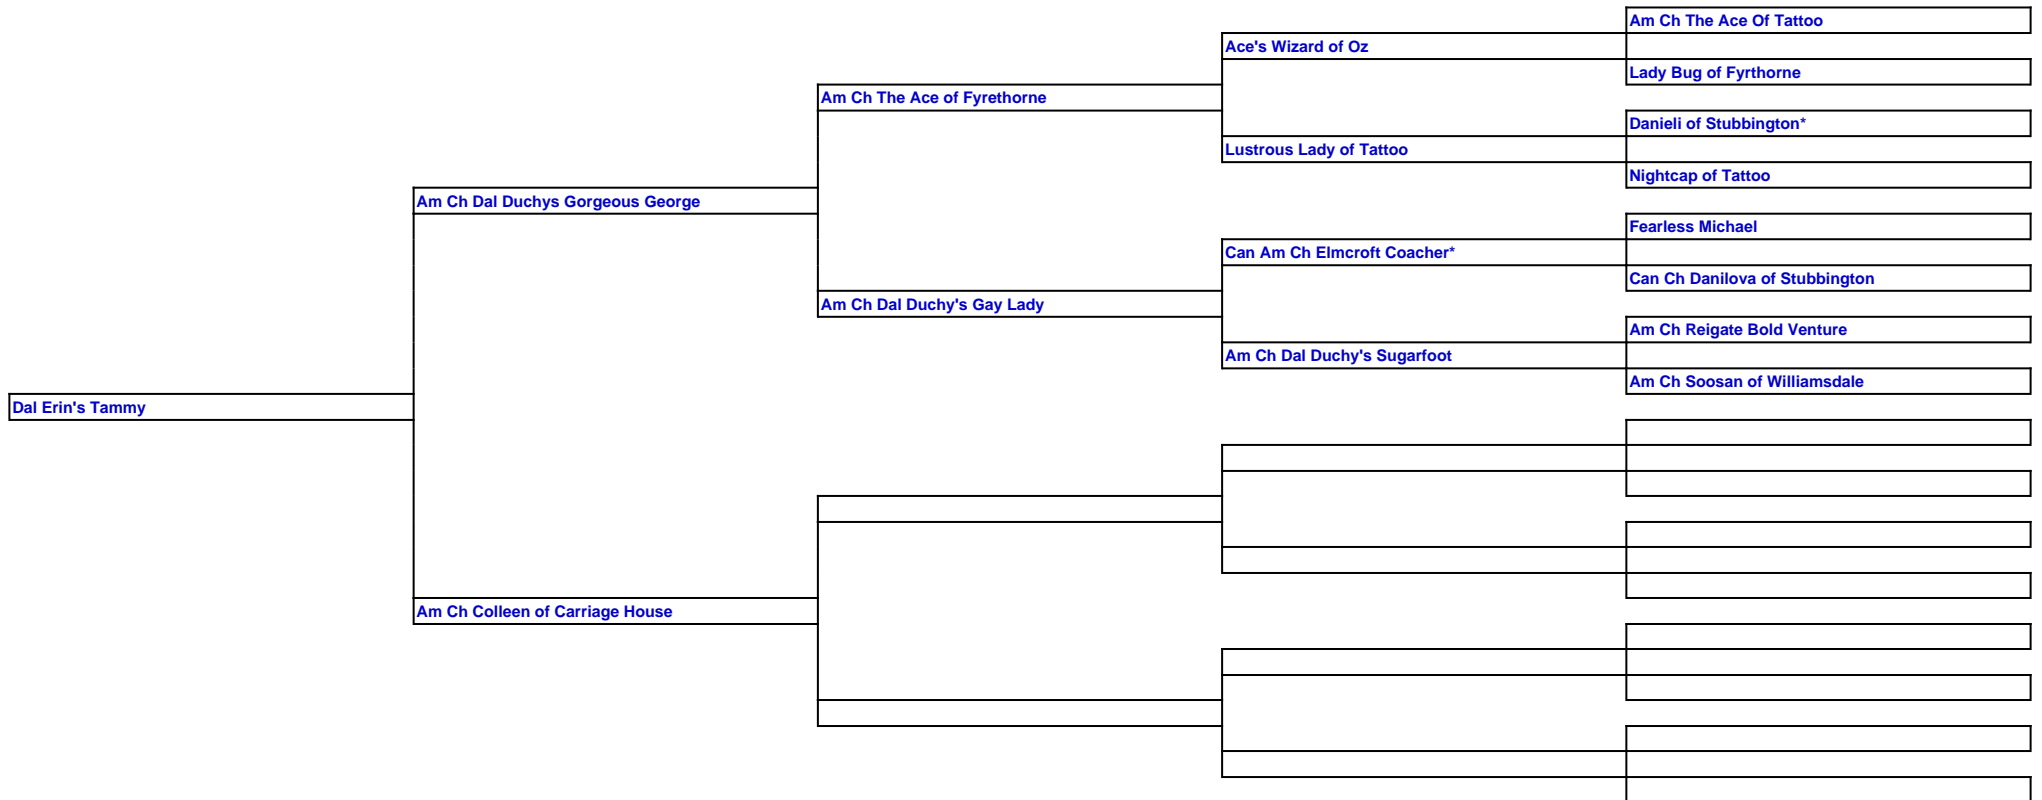 Am Ch The Ace Of Tattoo
Ace's Wizard of Oz
Lady Bug of Fyrthorne
Am Ch The Ace of Fyrethorne
Danieli of Stubbington*
Lustrous Lady of Tattoo
Nightcap of Tattoo
Am Ch Dal Duchys Gorgeous George
Fearless Michael
Can Am Ch Elmcroft Coacher*
Can Ch Danilova of Stubbington
Am Ch Dal Duchy's Gay Lady
Am Ch Reigate Bold Venture
Am Ch Dal Duchy's Sugarfoot
Am Ch Soosan of Williamsdale
Dal Erin's Tammy
Am Ch Colleen of Carriage House